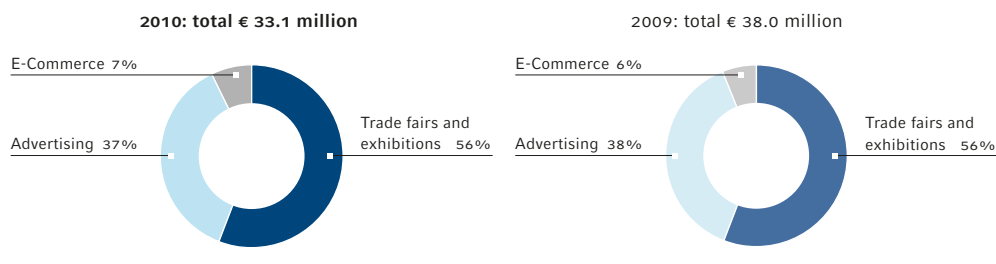 2010: total € 33.1 million
E-Commerce 7%
Advertising 37%
Trade fairs and
exhibitions 56%
2009: total € 38.0 million
E-Commerce 6%
Advertising 38%
Trade fairs and
exhibitions 56%